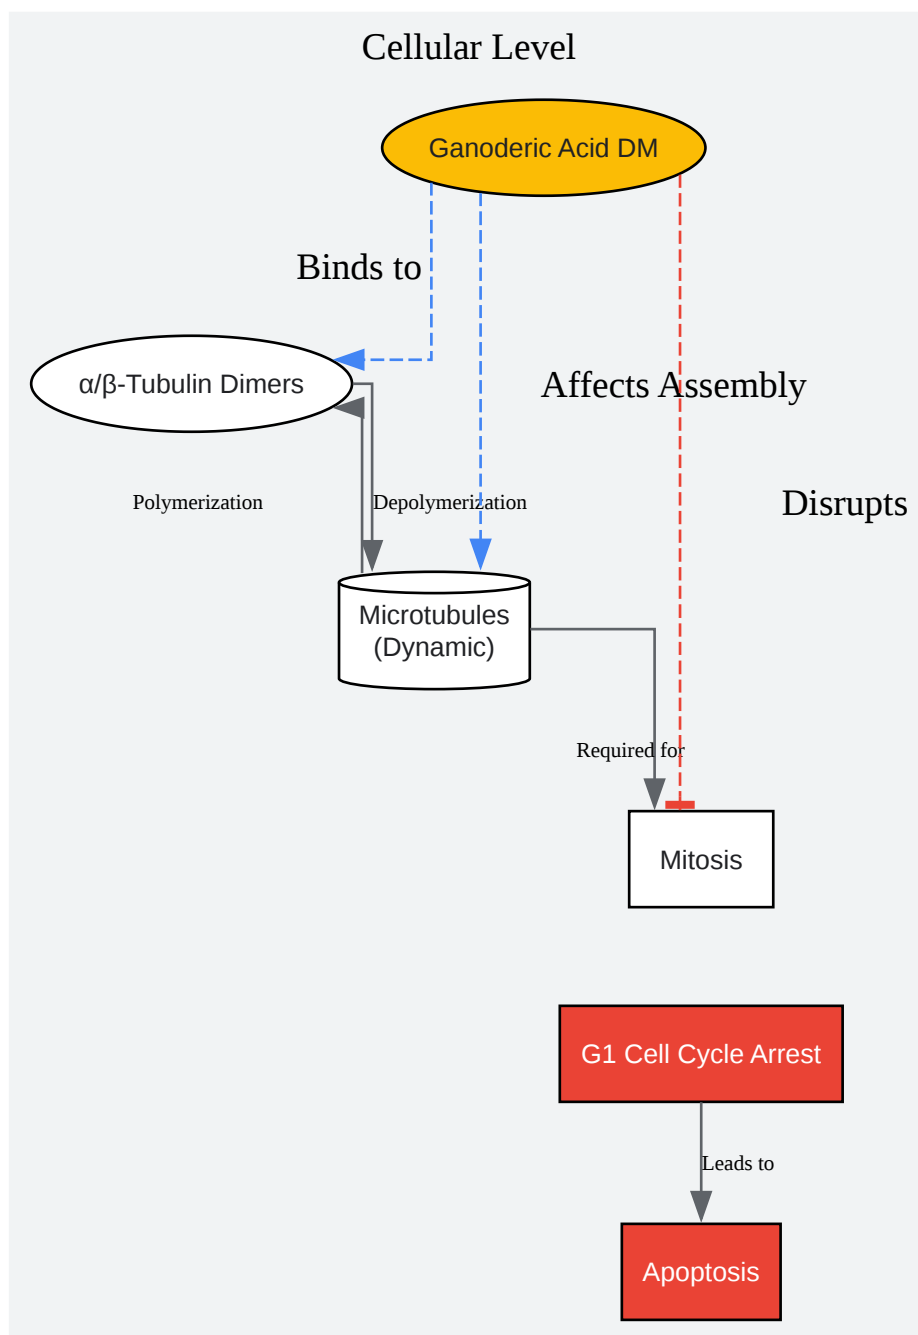 Cellular Level
Ganoderic Acid DM
Binds to
α/β-Tubulin Dimers
Affects Assembly
Polymerization
Depolymerization
Disrupts
Microtubules
(Dynamic)
Required for
Mitosis
G1 Cell Cycle Arrest
Leads to
Apoptosis